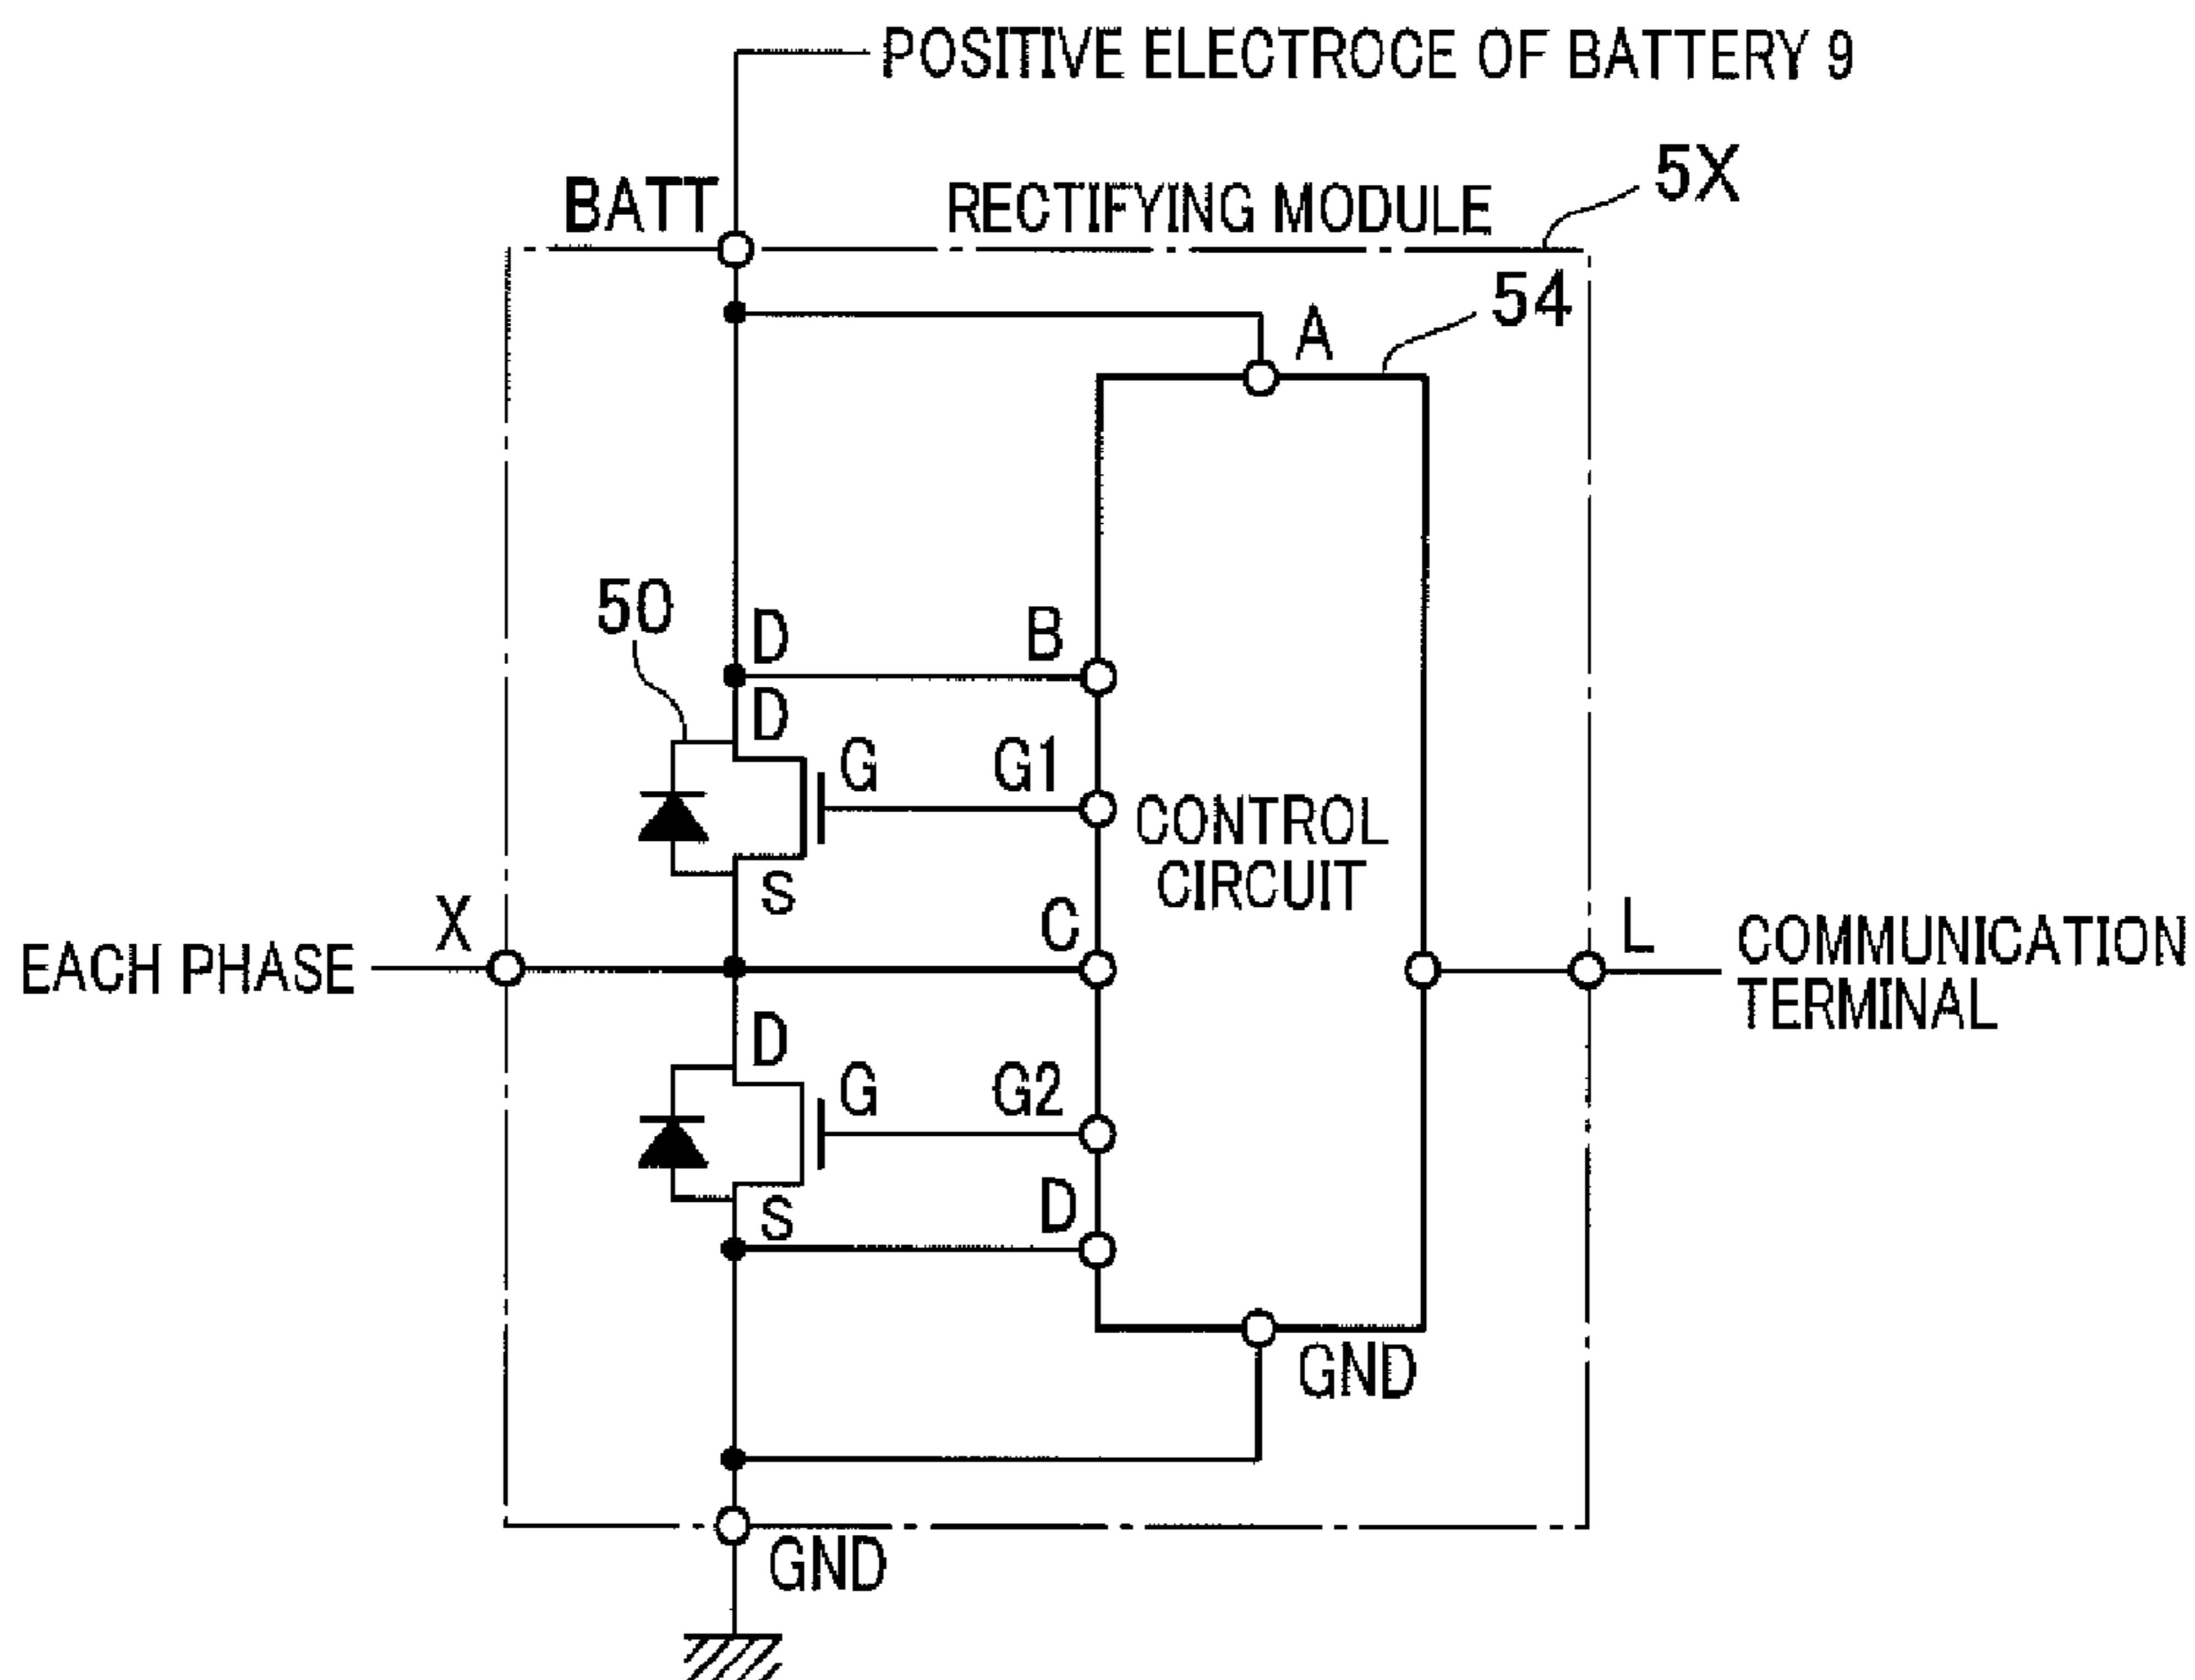 POSITIVE ELECTROCE OF BATTERY 9
5X
BATT
RECTIFYING MODULE
54
A
50
D
B
D
G
G1
CONTROL
CIRCUIT
S
X
C
L
EACH PHASE
COMMUNICATION
TERMINAL
D
G
G2
S
D
GND
GND